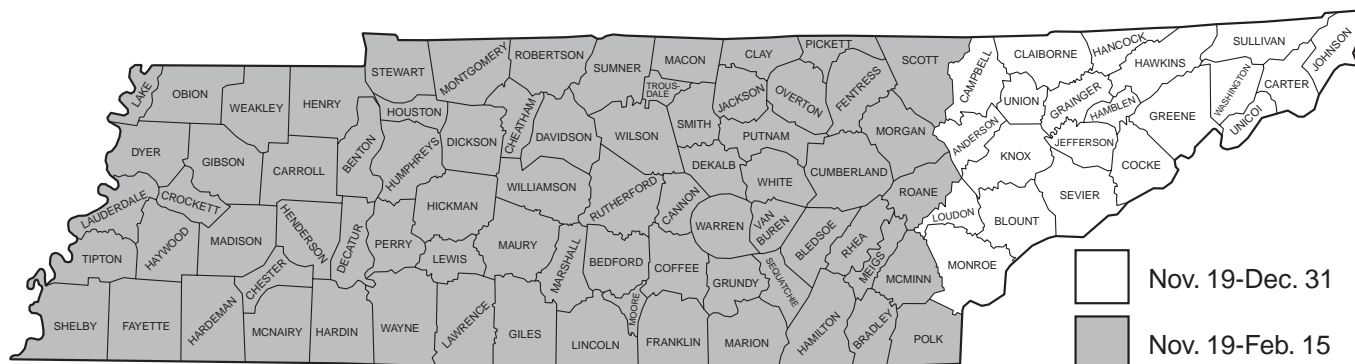 LAKE
OBION
WEAKLEY
HENRY
STEWART
MONTGOMERY
ROBERTSON
SUMNER
MACON
TROUS-
DALE
CLAY
PICKETT
SCOTT
CAMPBELL
CLAIBORNE
HANCOCK
HAWKINS
SULLIVAN
JOHNSON
CARTER
WASHINGTON
UNICOI
GREENE
HAMBLEN
GRAINGER
UNION
ANDERSON
MORGAN
FENTRESS
OVERTON
JACKSON
SMITH
PUTNAM
WILSON
DAVIDSON
CHEATHAM
DICKSON
HOUSTON
HUMPHREYS
BENTON
CARROLL
GIBSON
DYER
LAUDERDALE
CROCKETT
HAYWOOD
MADISON
HENDERSON
DECATUR
PERRY
HICKMAN
WILLIAMSON
RUTHERFORD
CANNON
DEKALB
WHITE
CUMBERLAND
ROANE
KNOX
JEFFERSON
COCKE
SEVIER
BLOUNT
LOUDON
MONROE
MCMINN
MEIGS
RHEA
BLEDSOE
VAN
BUREN
WARREN
COFFEE
BEDFORD
MARSHALL
MAURY
LEWIS
CHESTER
TIPTON
SHELBY
FAYETTE
HARDEMAN
MCNAIRY
HARDIN
WAYNE
LAWRENCE
GILES
LINCOLN
MOORE
FRANKLIN
GRUNDY
MARION
SEQUATCHIE
HAMILTON
BRADLEY
POLK
Nov. 19-Dec. 31
Nov. 19-Feb. 15